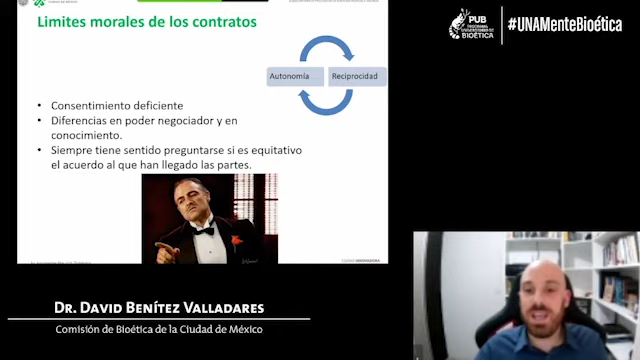 Limites morales de los contratos
Autonomía
Reciprocidad
• Consentimiento deficiente
• Diferencias en poder negociador y en
conocimiento.
• Siempre tiene sentido preguntarse si es equitativo
el acuerdo al que han llegado las partes.
PUB
BIOÉTICA
#UNAMenteBioética
DR. DAVID BENÍTEZ VALLADARES
Comisión de Bioética de la Ciudad de México